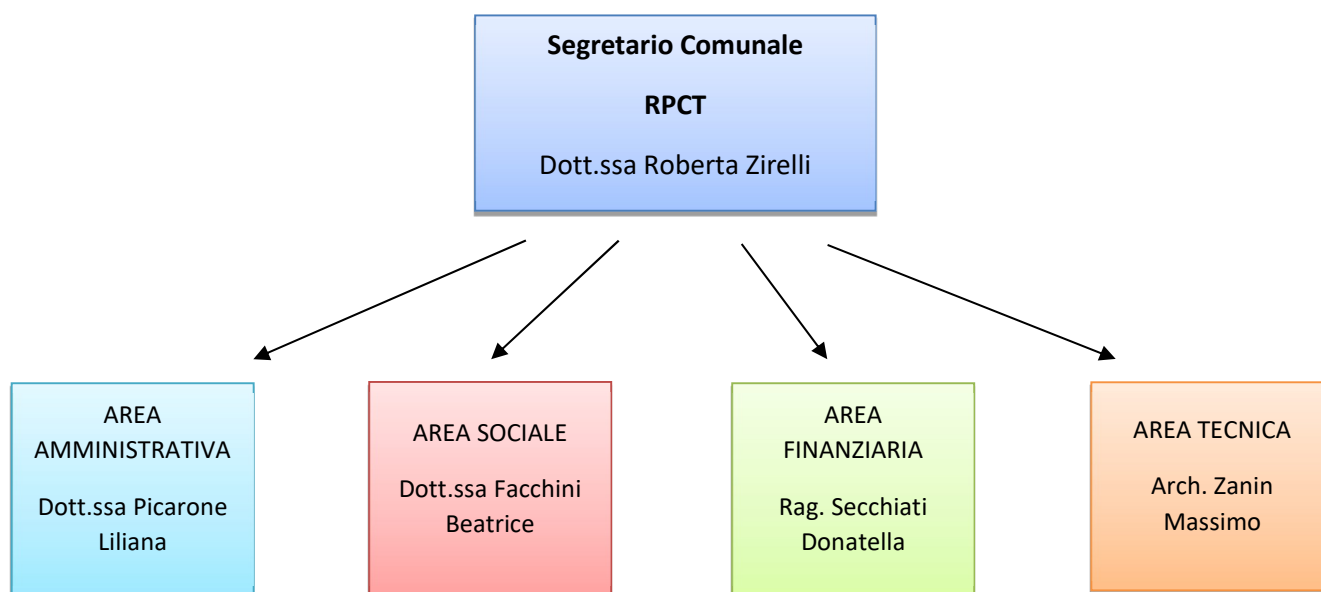 Segretario Comunale
RPCT
Dott.ssa Roberta Zirelli
AREA
AMMINISTRATIVA
Dott.ssa Picarone
Liliana
AREA SOCIALE
Dott.ssa Facchini
Beatrice
AREA
FINANZIARIA
Rag. Secchiati
Donatella
AREA TECNICA
Arch. Zanin
Massimo